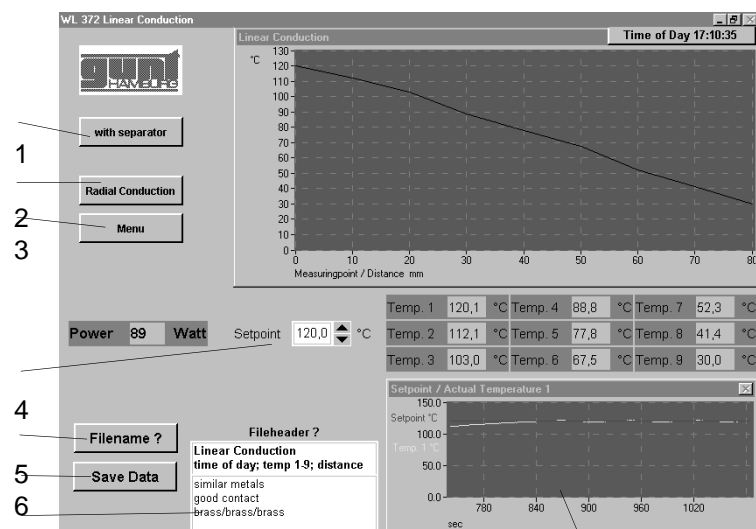 WL 372 Linear Conduction
Linear Conduction
Time of Day 17:10:35
°C
130
120
110
100
90
80
70
60
50
40
30
20
10
0
0 10 20 30 40 50 60 70 80
Measuringpoint / Distance mm
gunt
HAMBURG
with separator
1
Radial Conduction
2
Menu
3
Power 89 Watt
Setpoint 120,0 °C
Temp. 1 120,1 °C Temp. 4 88,8 °C Temp. 7 52,3 °C
Temp. 2 112,1 °C Temp. 5 77,8 °C Temp. 8 41,4 °C
Temp. 3 103,0 °C Temp. 6 67,5 °C Temp. 9 30,0 °C
4
Filename ?
5
Save Data
6
Fileheader ?
Linear Conduction
time of day; temp 1-9; distance
similar metals
good contact
brass/brass/brass
Setpoint / Actual Temperature 1
150.0
Setpoint °C
100.0
Temp. 1 °C
50.0
0.0
780 840 900 960 1020
sec